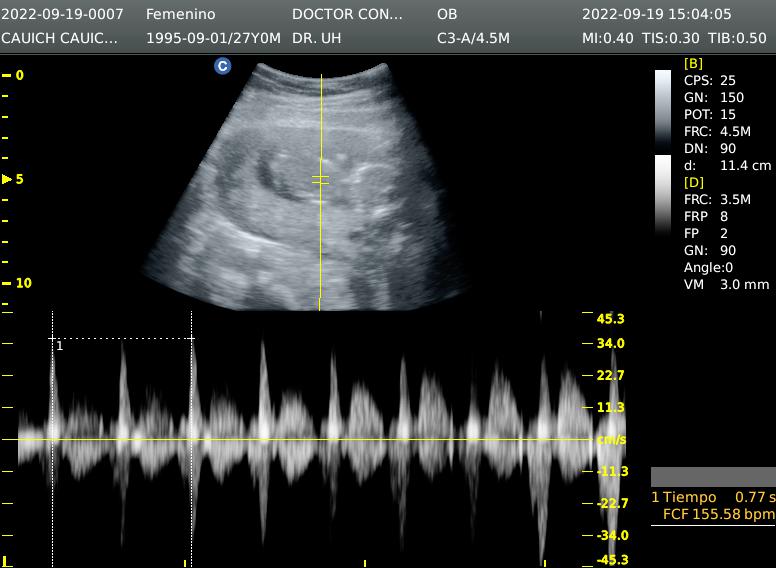 2022-09-19-0007 Femenino DOCTOR CON... OB 2022-09-19 15:04:05
CAUICH CAUIC... 1995-09-01/27Y0M DR. UH C3-A/4.5M MI:0.40 TIS:0.30 TIB:0.50
C
0
5
10
[B]
CPS: 25
GN: 150
POT: 15
FRC: 4.5M
DN: 90
d: 11.4 cm
[D]
FRC: 3.5M
FRP 8
FP 2
GN: 90
Angle:0
VM 3.0 mm
1
45.3
34.0
22.7
11.3
cm/s
-11.3
-22.7
-34.0
-45.3
1 Tiempo 0.77 s
FCF 155.58 bpm